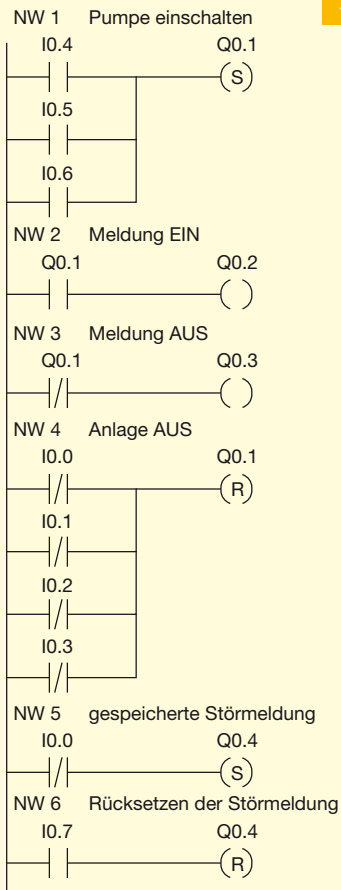 NW 1 Pumpe einschalten
I0.4 Q0.1
(S)
I0.5
I0.6
NW 2 Meldung EIN
Q0.1 Q0.2
( )
NW 3 Meldung AUS
Q0.1 Q0.3
( )
NW 4 Anlage AUS
I0.0 Q0.1
(R)
I0.1
I0.2
I0.3
NW 5 gespeicherte Störmeldung
I0.0 Q0.4
(S)
NW 6 Rücksetzen der Störmeldung
I0.7 Q0.4
(R)